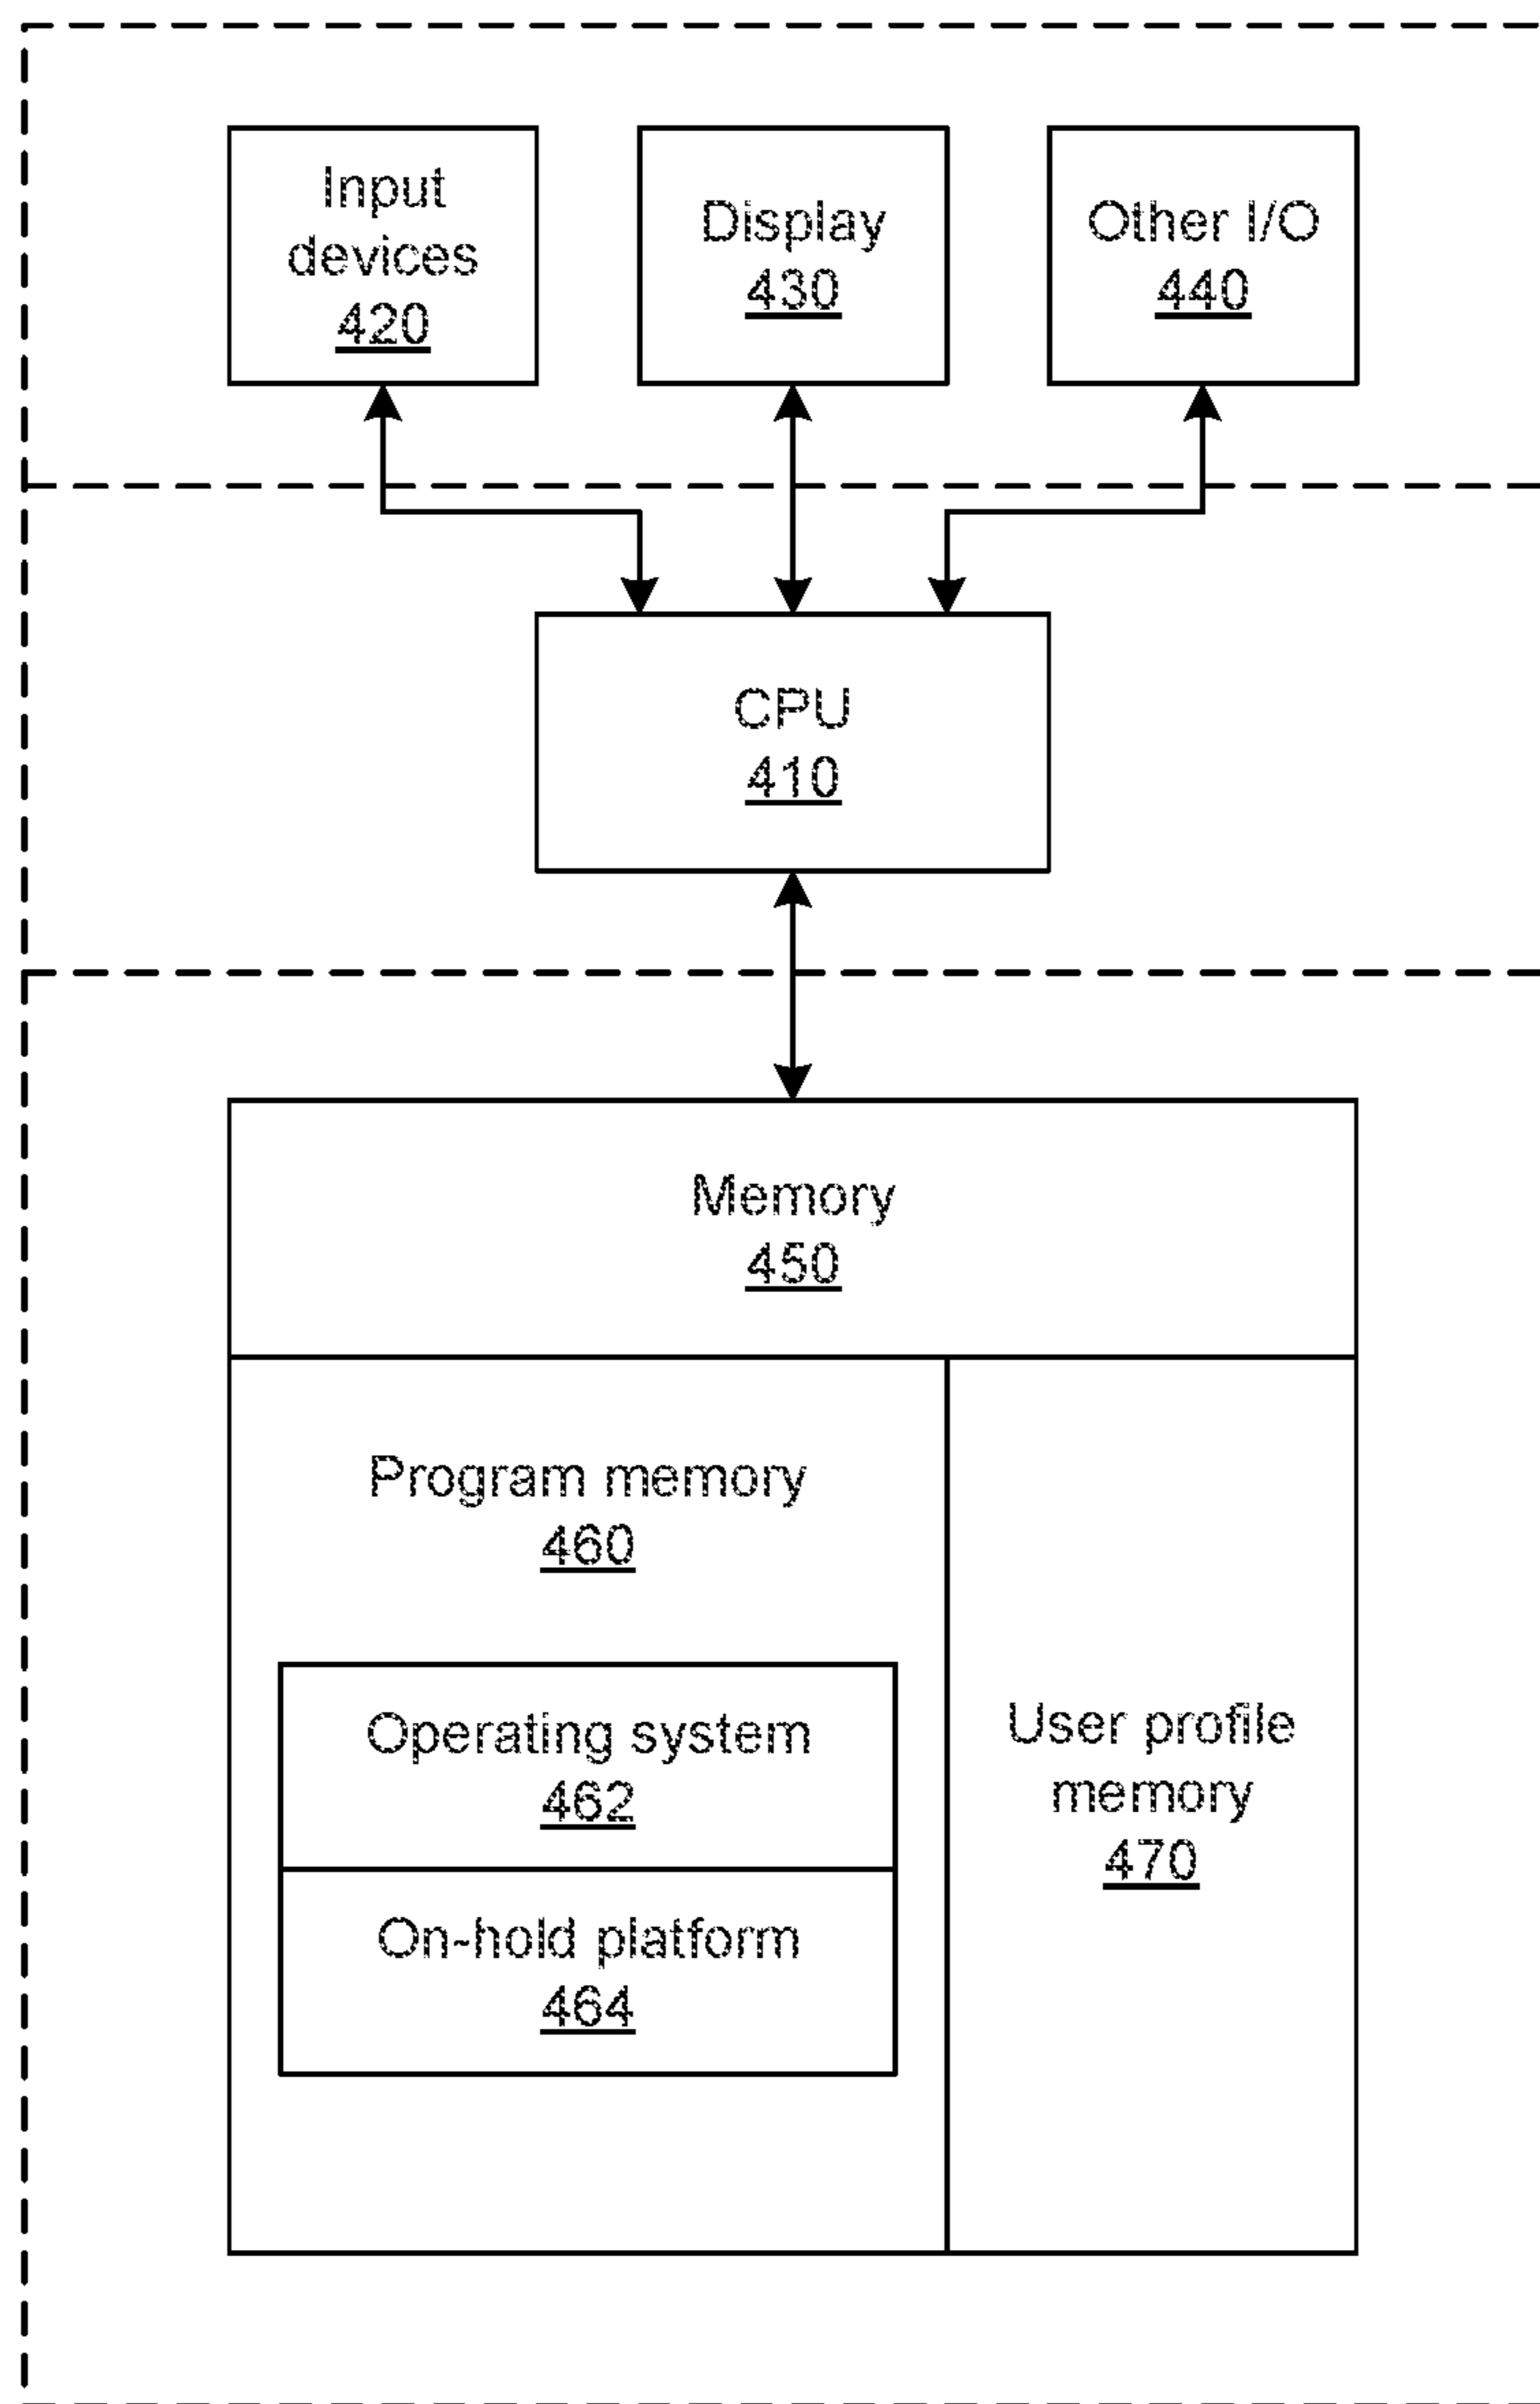 Input
devices
420
Display
430
Other I/O
440
CPU
410
Memory
450
Program memory
460
Operating system
462
On-hold platform
464
User profile
memory
470